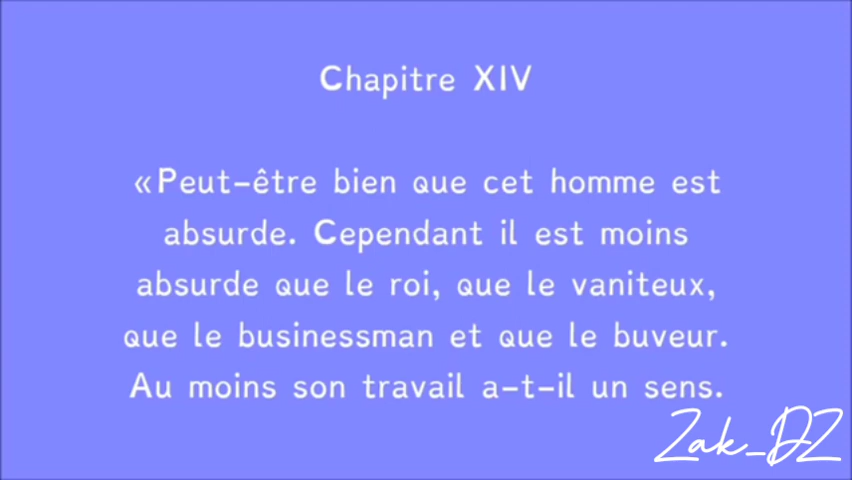 Chapitre XIV
«Peut-être bien que cet homme est
absurde. Cependant il est moins
absurde que le roi, que le vaniteux,
que le businessman et que le buveur.
Au moins son travail a-t-il un sens.
Zak_DZ